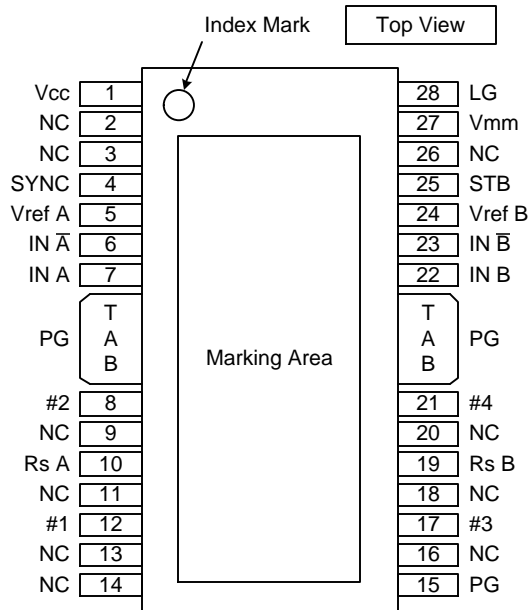 Index Mark Top View
Vcc 1 28 LG
NC 2 27 Vmm
NC 3 26 NC
SYNC 4 25 STB
Vref A 5 24 Vref B
IN A̅ 6 23 IN B̅
IN A 7 22 IN B
PG TAB Marking Area TAB PG
#2 8 21 #4
NC 9 20 NC
Rs A 10 19 Rs B
NC 11 18 NC
#1 12 17 #3
NC 13 16 NC
NC 14 15 PG